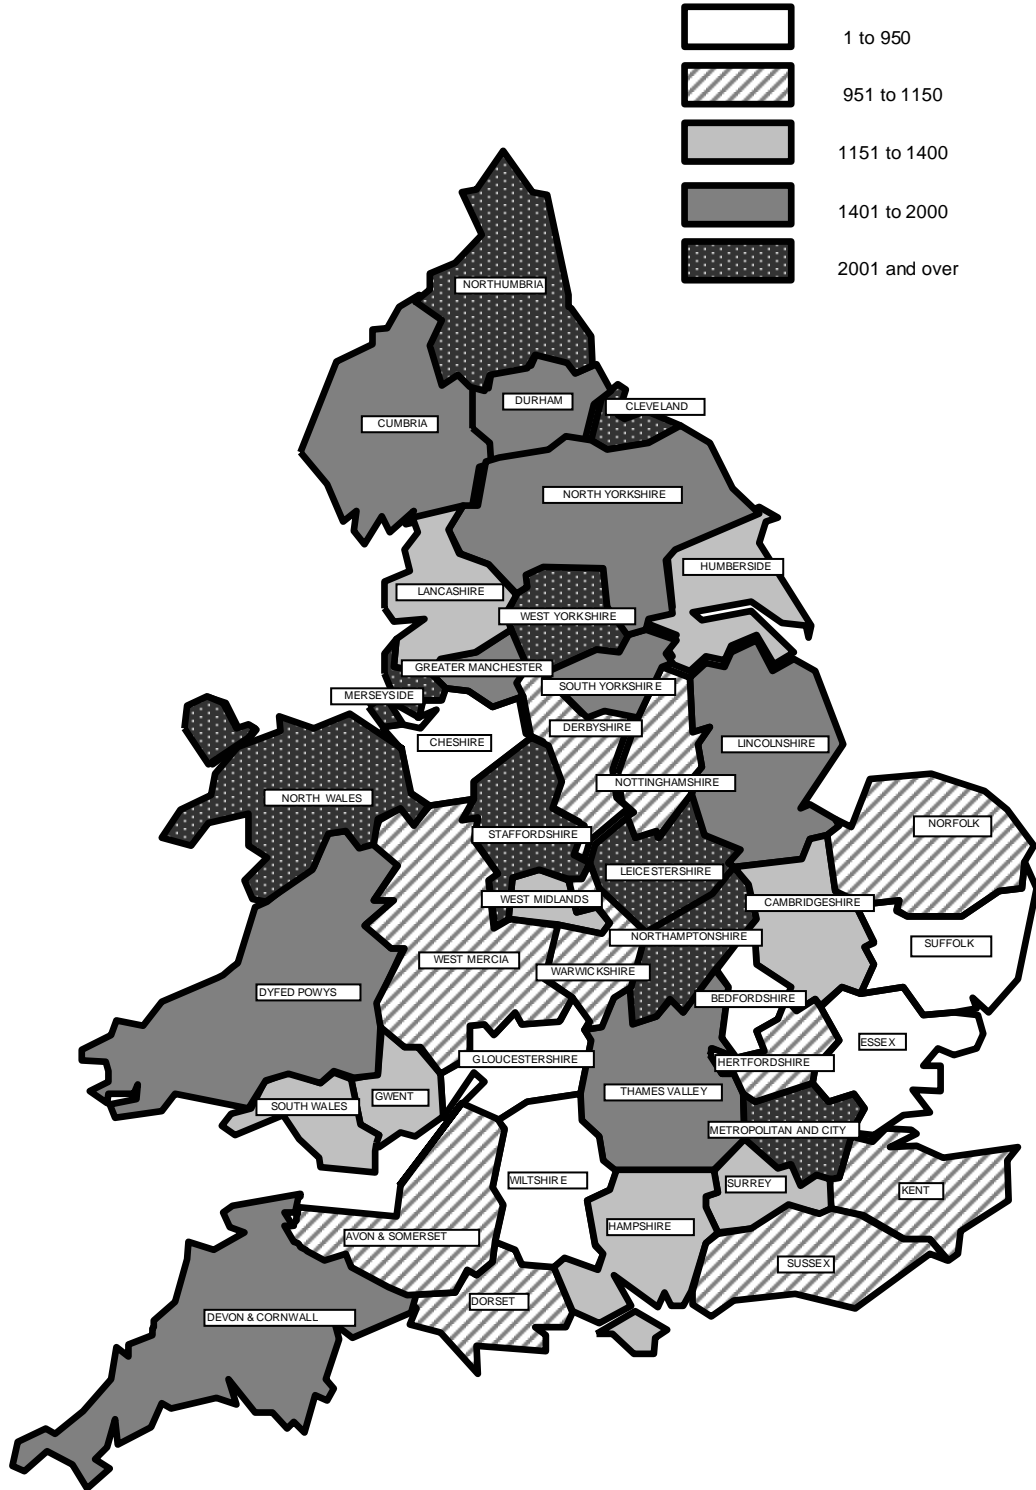 1 to 950
951 to 1150
1151 to 1400
1401 to 2000
2001 and over
NORTHUMBRIA
DURHAM
CLEVELAND
CUMBRIA
NORTH YORKSHIRE
HUMBERSIDE
LANCASHIRE
WEST YORKSHIRE
GREATER MANCHESTER
SOUTH YORKSHIRE
MERSEYSIDE
DERBYSHIRE
CHESHIRE
LINCOLNSHIRE
NOTTINGHAMSHIRE
NORTH WALES
NORFOLK
STAFFORDSHIRE
LEICESTERSHIRE
WEST MIDLANDS
CAMBRIDGESHIRE
NORTHAMPTONSHIRE
SUFFOLK
WEST MERCIA
WARWICKSHIRE
DYFED POWYS
BEDFORDSHIRE
ESSEX
GLOUCESTERSHIRE
HERTFORDSHIRE
THAMES VALLEY
GWENT
SOUTH WALES
METROPOLITAN AND CITY
WILTSHIRE
SURREY
KENT
HAMPSHIRE
AVON & SOMERSET
SUSSEX
DORSET
DEVON & CORNWALL